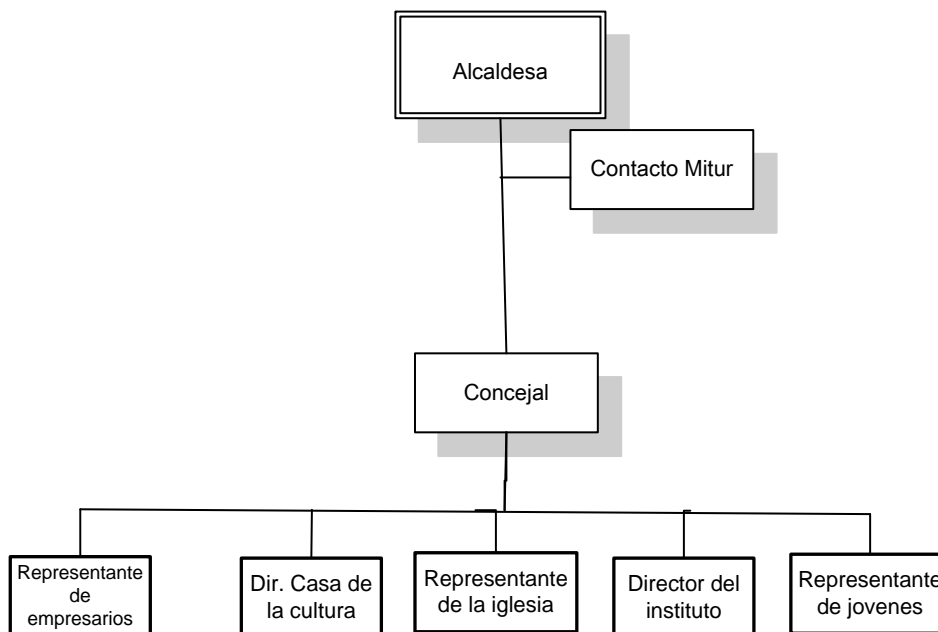 Alcaldesa
Contacto Mitur
Concejal
Representante
de
empresarios
Dir. Casa de
la cultura
Representante
de la iglesia
Director del
instituto
Representante
de jovenes